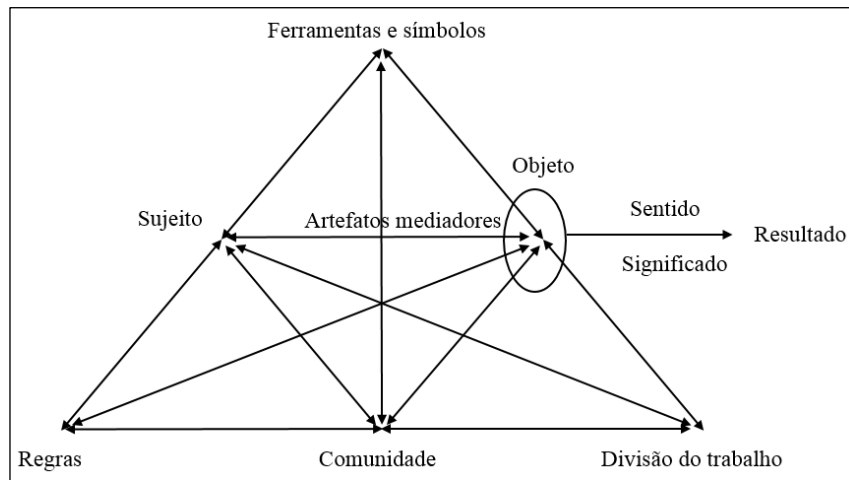 Ferramentas e símbolos
Objeto
Sujeito
Artefatos mediadores
Sentido
Resultado
Significado
Regras
Comunidade
Divisão do trabalho